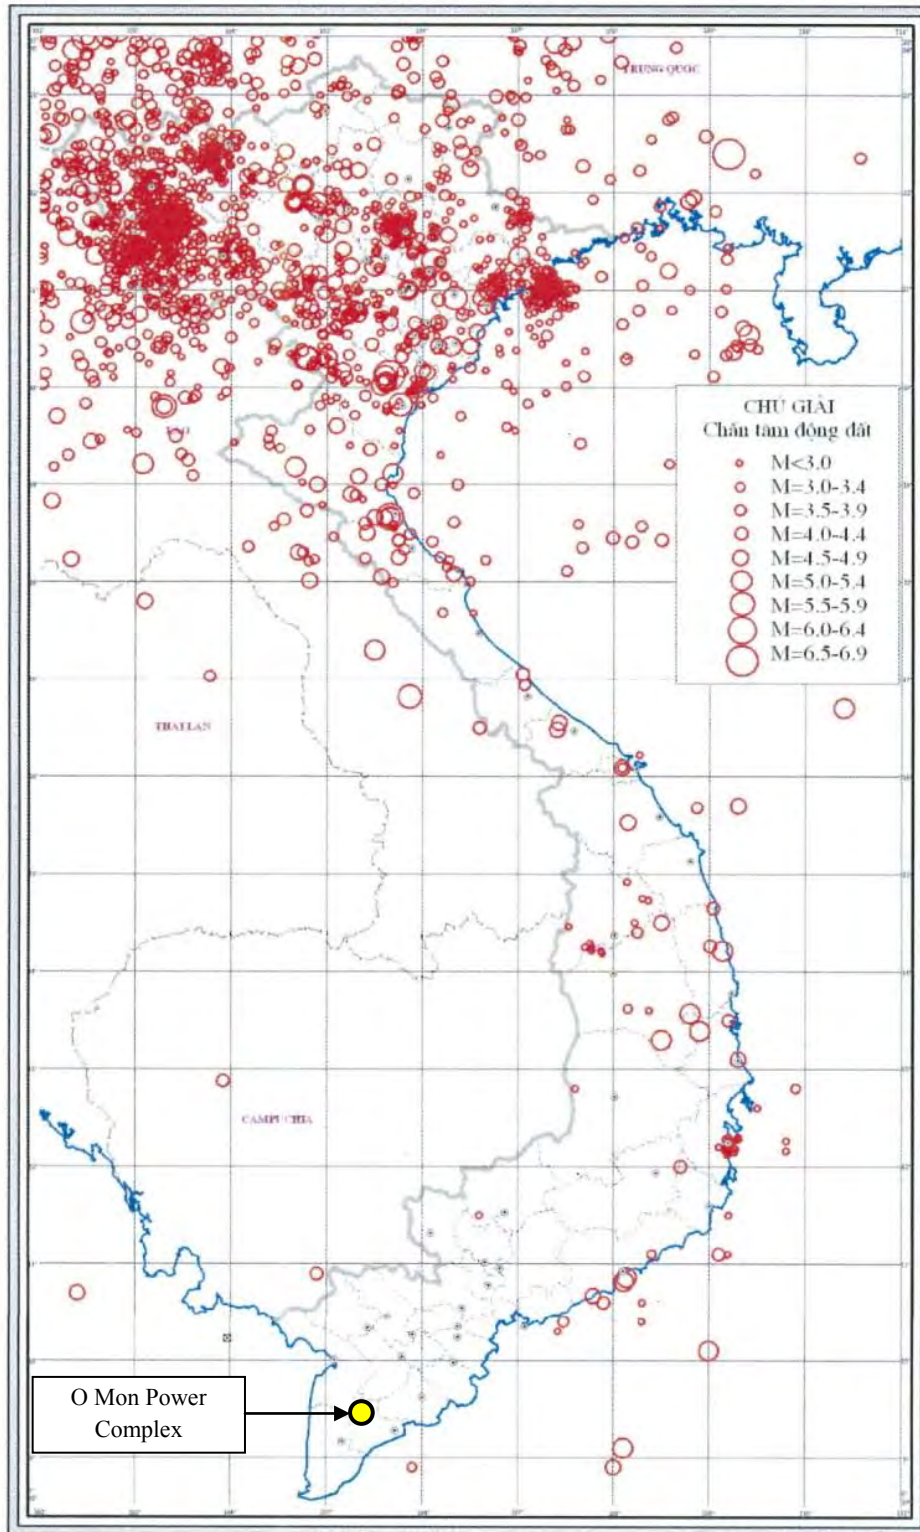 TRUNG QUOC
CHÚ GIẢI
Chấn tâm động đất
M<3.0
M=3.0-3.4
M=3.5-3.9
M=4.0-4.4
M=4.5-4.9
M=5.0-5.4
M=5.5-5.9
M=6.0-6.4
M=6.5-6.9
THAI LAN
CAMPUCHIA
O Mon Power
Complex